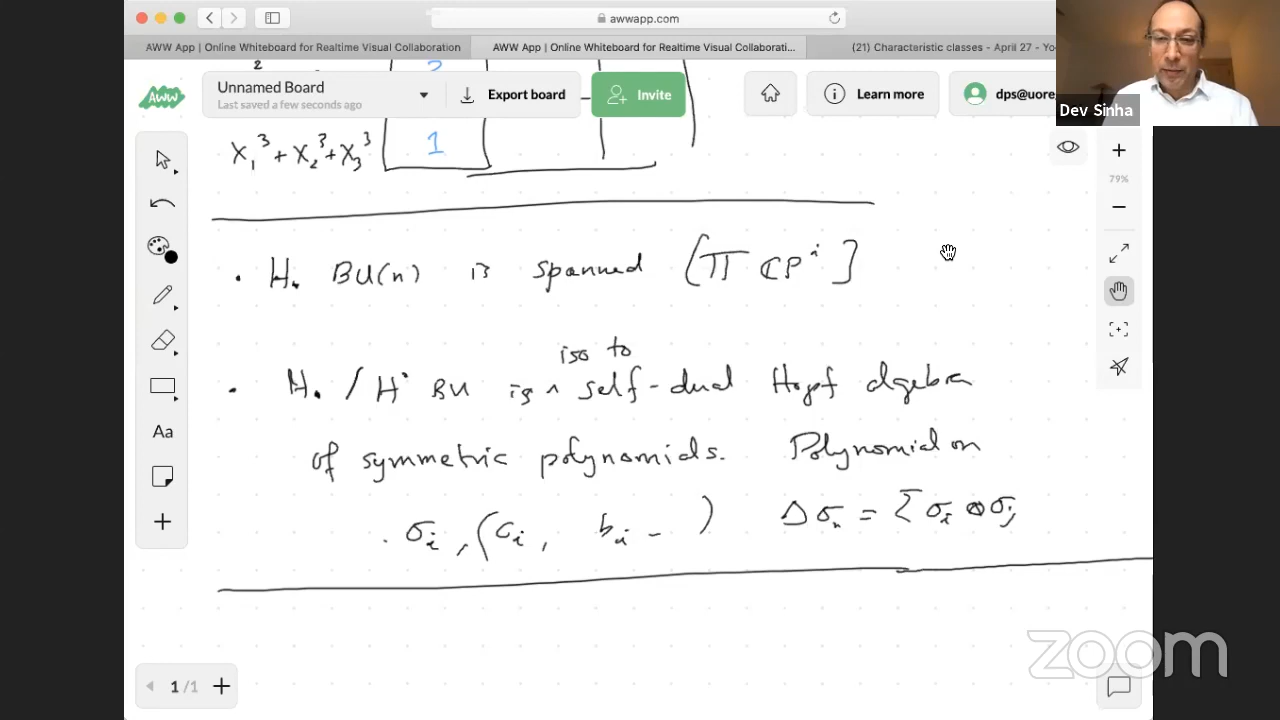 awwapp.com
AWW App | Online Whiteboard for Realtime Visual Collaboration
AWW App | Online Whiteboard for Realtime Visual Collaborati...
(21) Characteristic classes - April 27 - Yo
AWW
Unnamed Board
Last saved a few seconds ago
Export board
Invite
Learn more
dps@uore
Dev Sinha
2
x₁³ + x₂³ + x₃³
1
79%
· H. BU(n) is spanned [∏ ℂPⁱ]
iso to
· H. / H˙ BU is ^ self-dual Hopf algebra
of symmetric polynomials. Polynomial on
σᵢ, (cᵢ, bᵢ - ) Δσₙ = Σ σᵢ ⊗ σⱼ
Aa
1 / 1
zoom